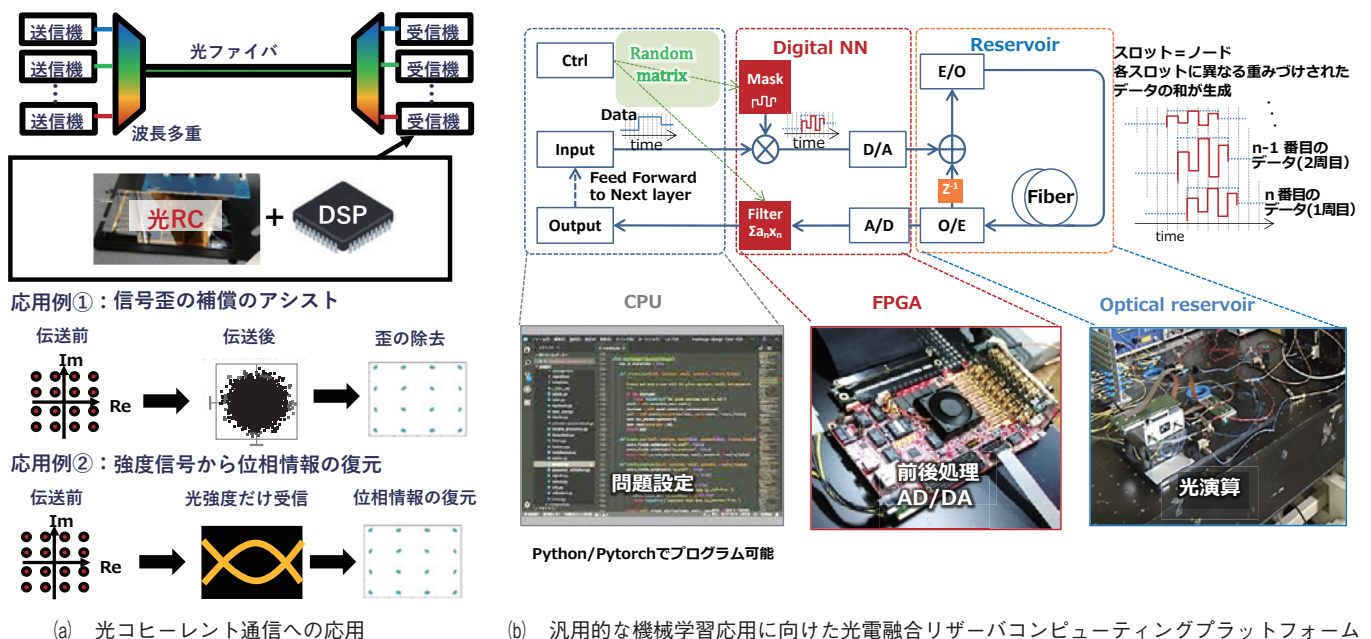 送信機
送信機
送信機
光ファイバ
受信機
受信機
受信機
波長多重
光RC
+
DSP
応用例①：信号歪の補償のアシスト
伝送前
伝送後
歪の除去
Im
Re
応用例②：強度信号から位相情報の復元
伝送前
光強度だけ受信
位相情報の復元
Im
Re
(a) 光コヒーレント通信への応用
Ctrl
Random
matrix
Digital NN
Mask
Reservoir
E/O
Data
time
time
Input
D/A
Feed Forward
to Next layer
Z-1
Fiber
Output
Filter
Σanxn
A/D
O/E
スロット＝ノード
各スロットに異なる重みづけされた
データの和が生成
n-1 番目の
データ(2周目)
n 番目の
データ(1周目)
time
CPU
FPGA
Optical reservoir
問題設定
前後処理
AD/DA
光演算
Python/Pytorchでプログラム可能
(b) 汎用的な機械学習応用に向けた光電融合リザーバコンピューティングプラットフォーム